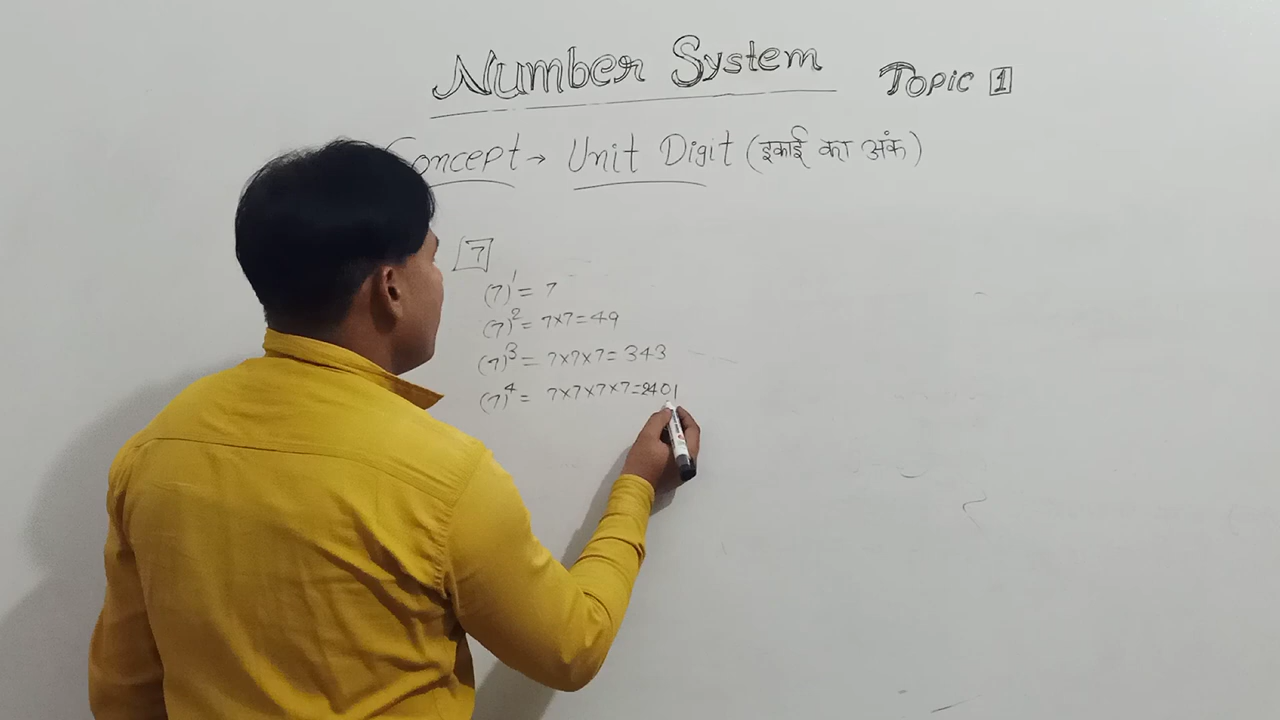 Number System Topic 1
Concept → Unit Digit (इकाई का अंक)
7
(7)¹ = 7
(7)² = 7×7=49
(7)³ = 7×7×7= 343
(7)⁴ = 7×7×7×7=2401